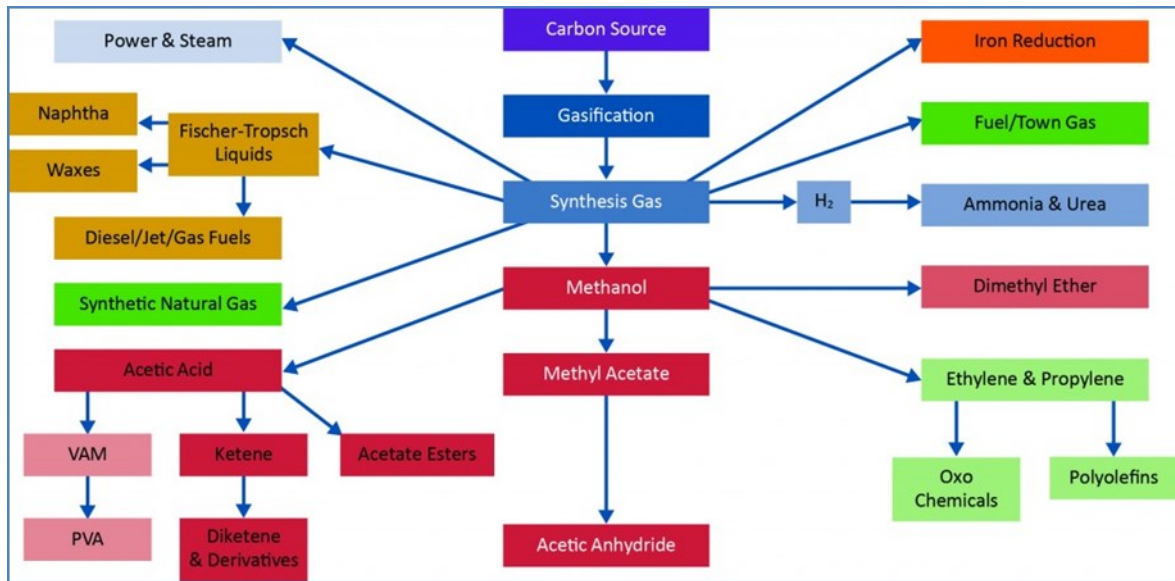 Power & Steam
Carbon Source
Iron Reduction
Naphtha
Fischer-Tropsch
Liquids
Waxes
Gasification
Fuel/Town Gas
Synthesis Gas
H₂
Ammonia & Urea
Diesel/Jet/Gas Fuels
Synthetic Natural Gas
Methanol
Dimethyl Ether
Acetic Acid
Methyl Acetate
Ethylene & Propylene
VAM
Ketene
Acetate Esters
Oxo
Chemicals
Polyolefins
PVA
Diketene
& Derivatives
Acetic Anhydride